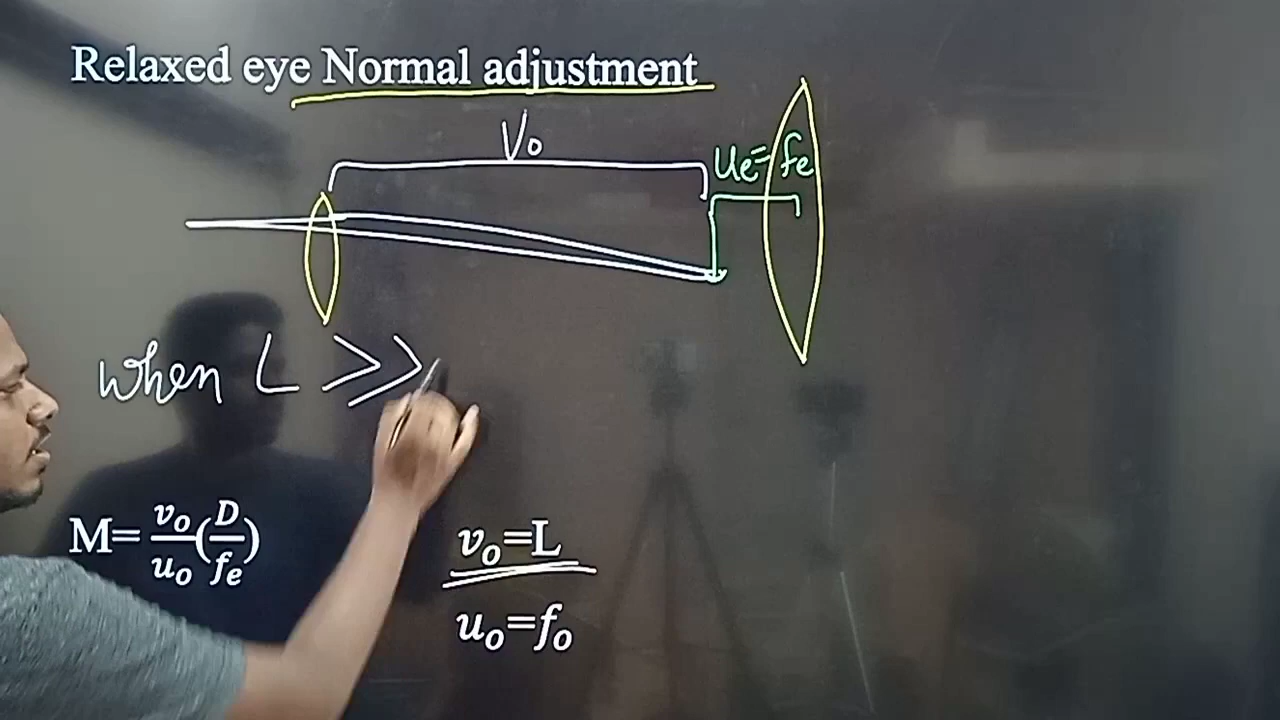 Relaxed eye Normal adjustment
Vo
ue=fe
When L >>
M= vo/uo(D/fe)
vo=L
uo=fo